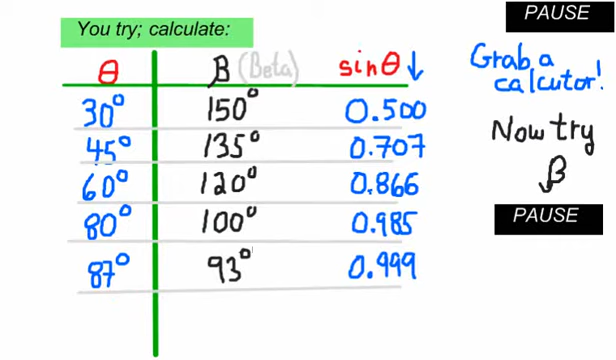 PAUSE
You try; calculate:
Grab a
calcutor!
θ β (Beta) sinθ ↓
30° 150° 0.500
45° 135° 0.707
60° 120° 0.866
80° 100° 0.985
87° 93° 0.999
Now try
β
PAUSE